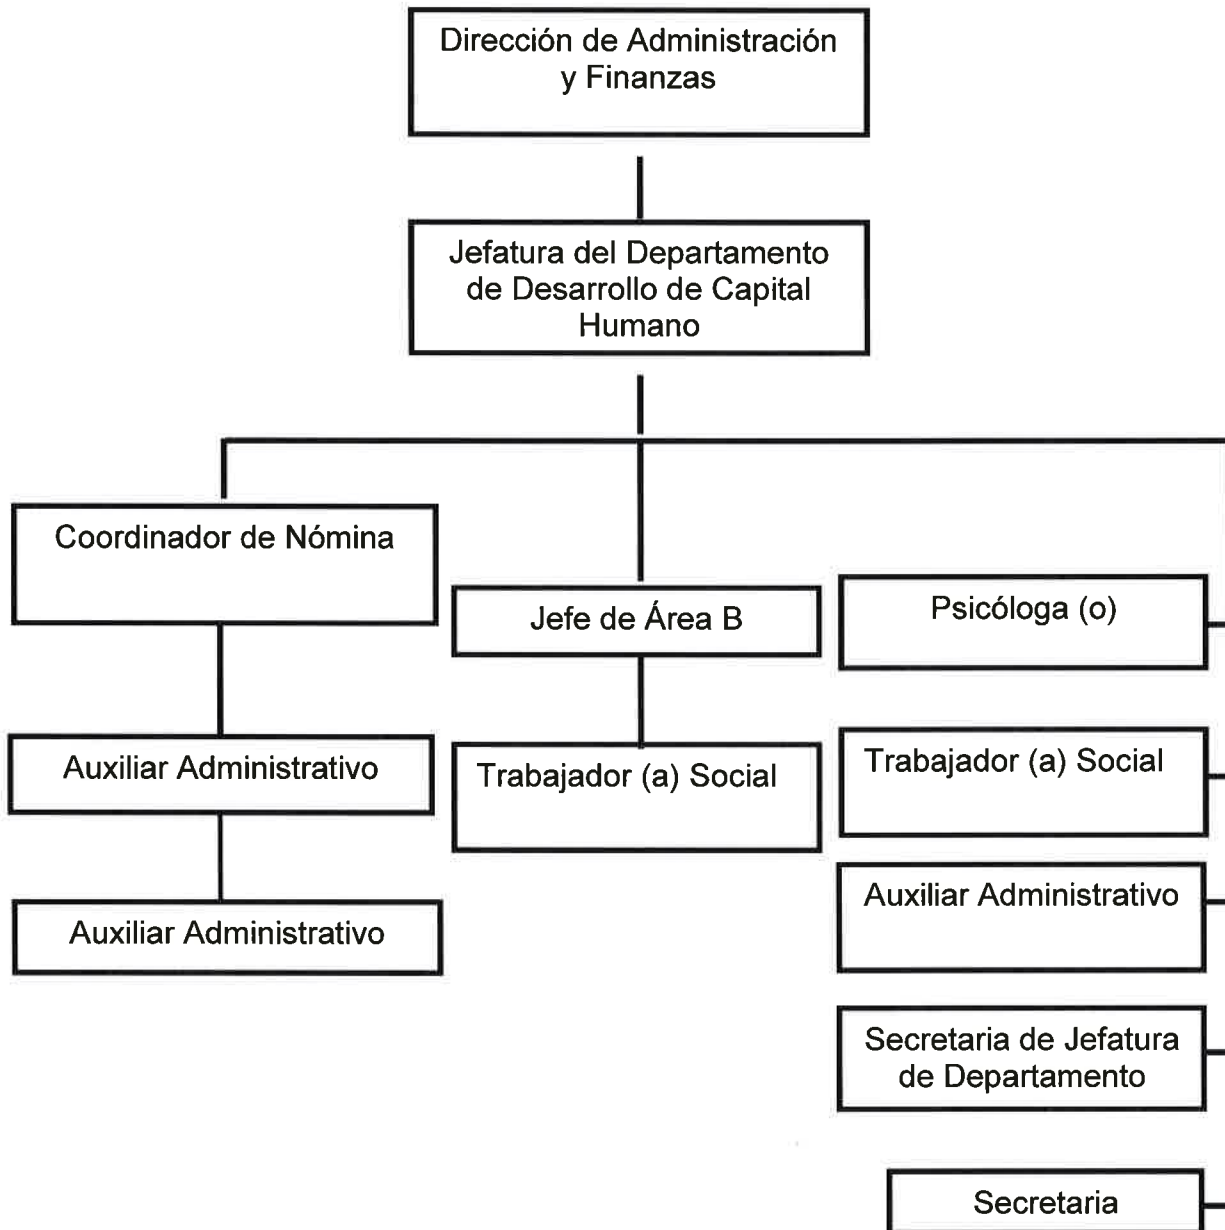 Dirección de Administración
y Finanzas
Jefatura del Departamento
de Desarrollo de Capital
Humano
Coordinador de Nómina
Auxiliar Administrativo
Auxiliar Administrativo
Jefe de Área B
Trabajador (a) Social
Psicóloga (o)
Trabajador (a) Social
Auxiliar Administrativo
Secretaria de Jefatura
de Departamento
Secretaria